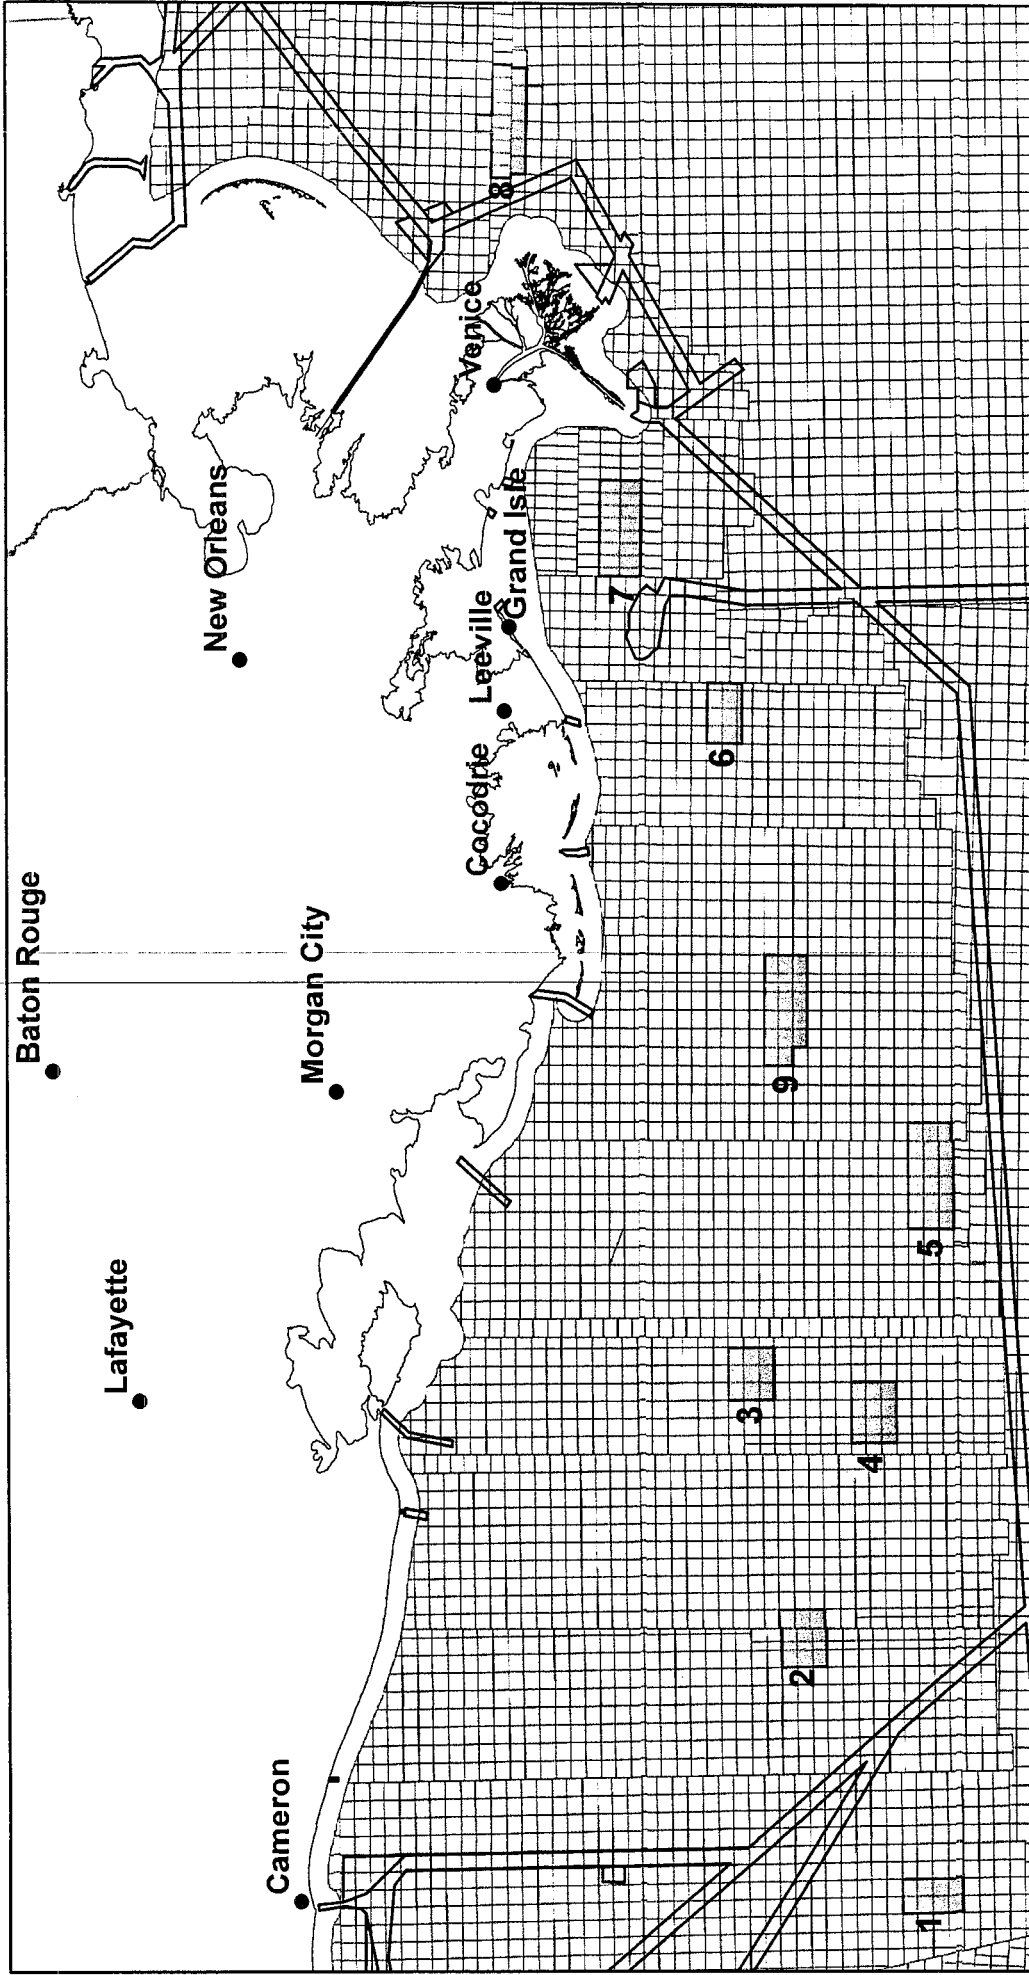 Baton Rouge
Lafayette
New Orleans
Morgan City
Cameron
Cocodrie
Leeville
Grand Isle
Venice
1
2
3
4
5
9
6
7
8